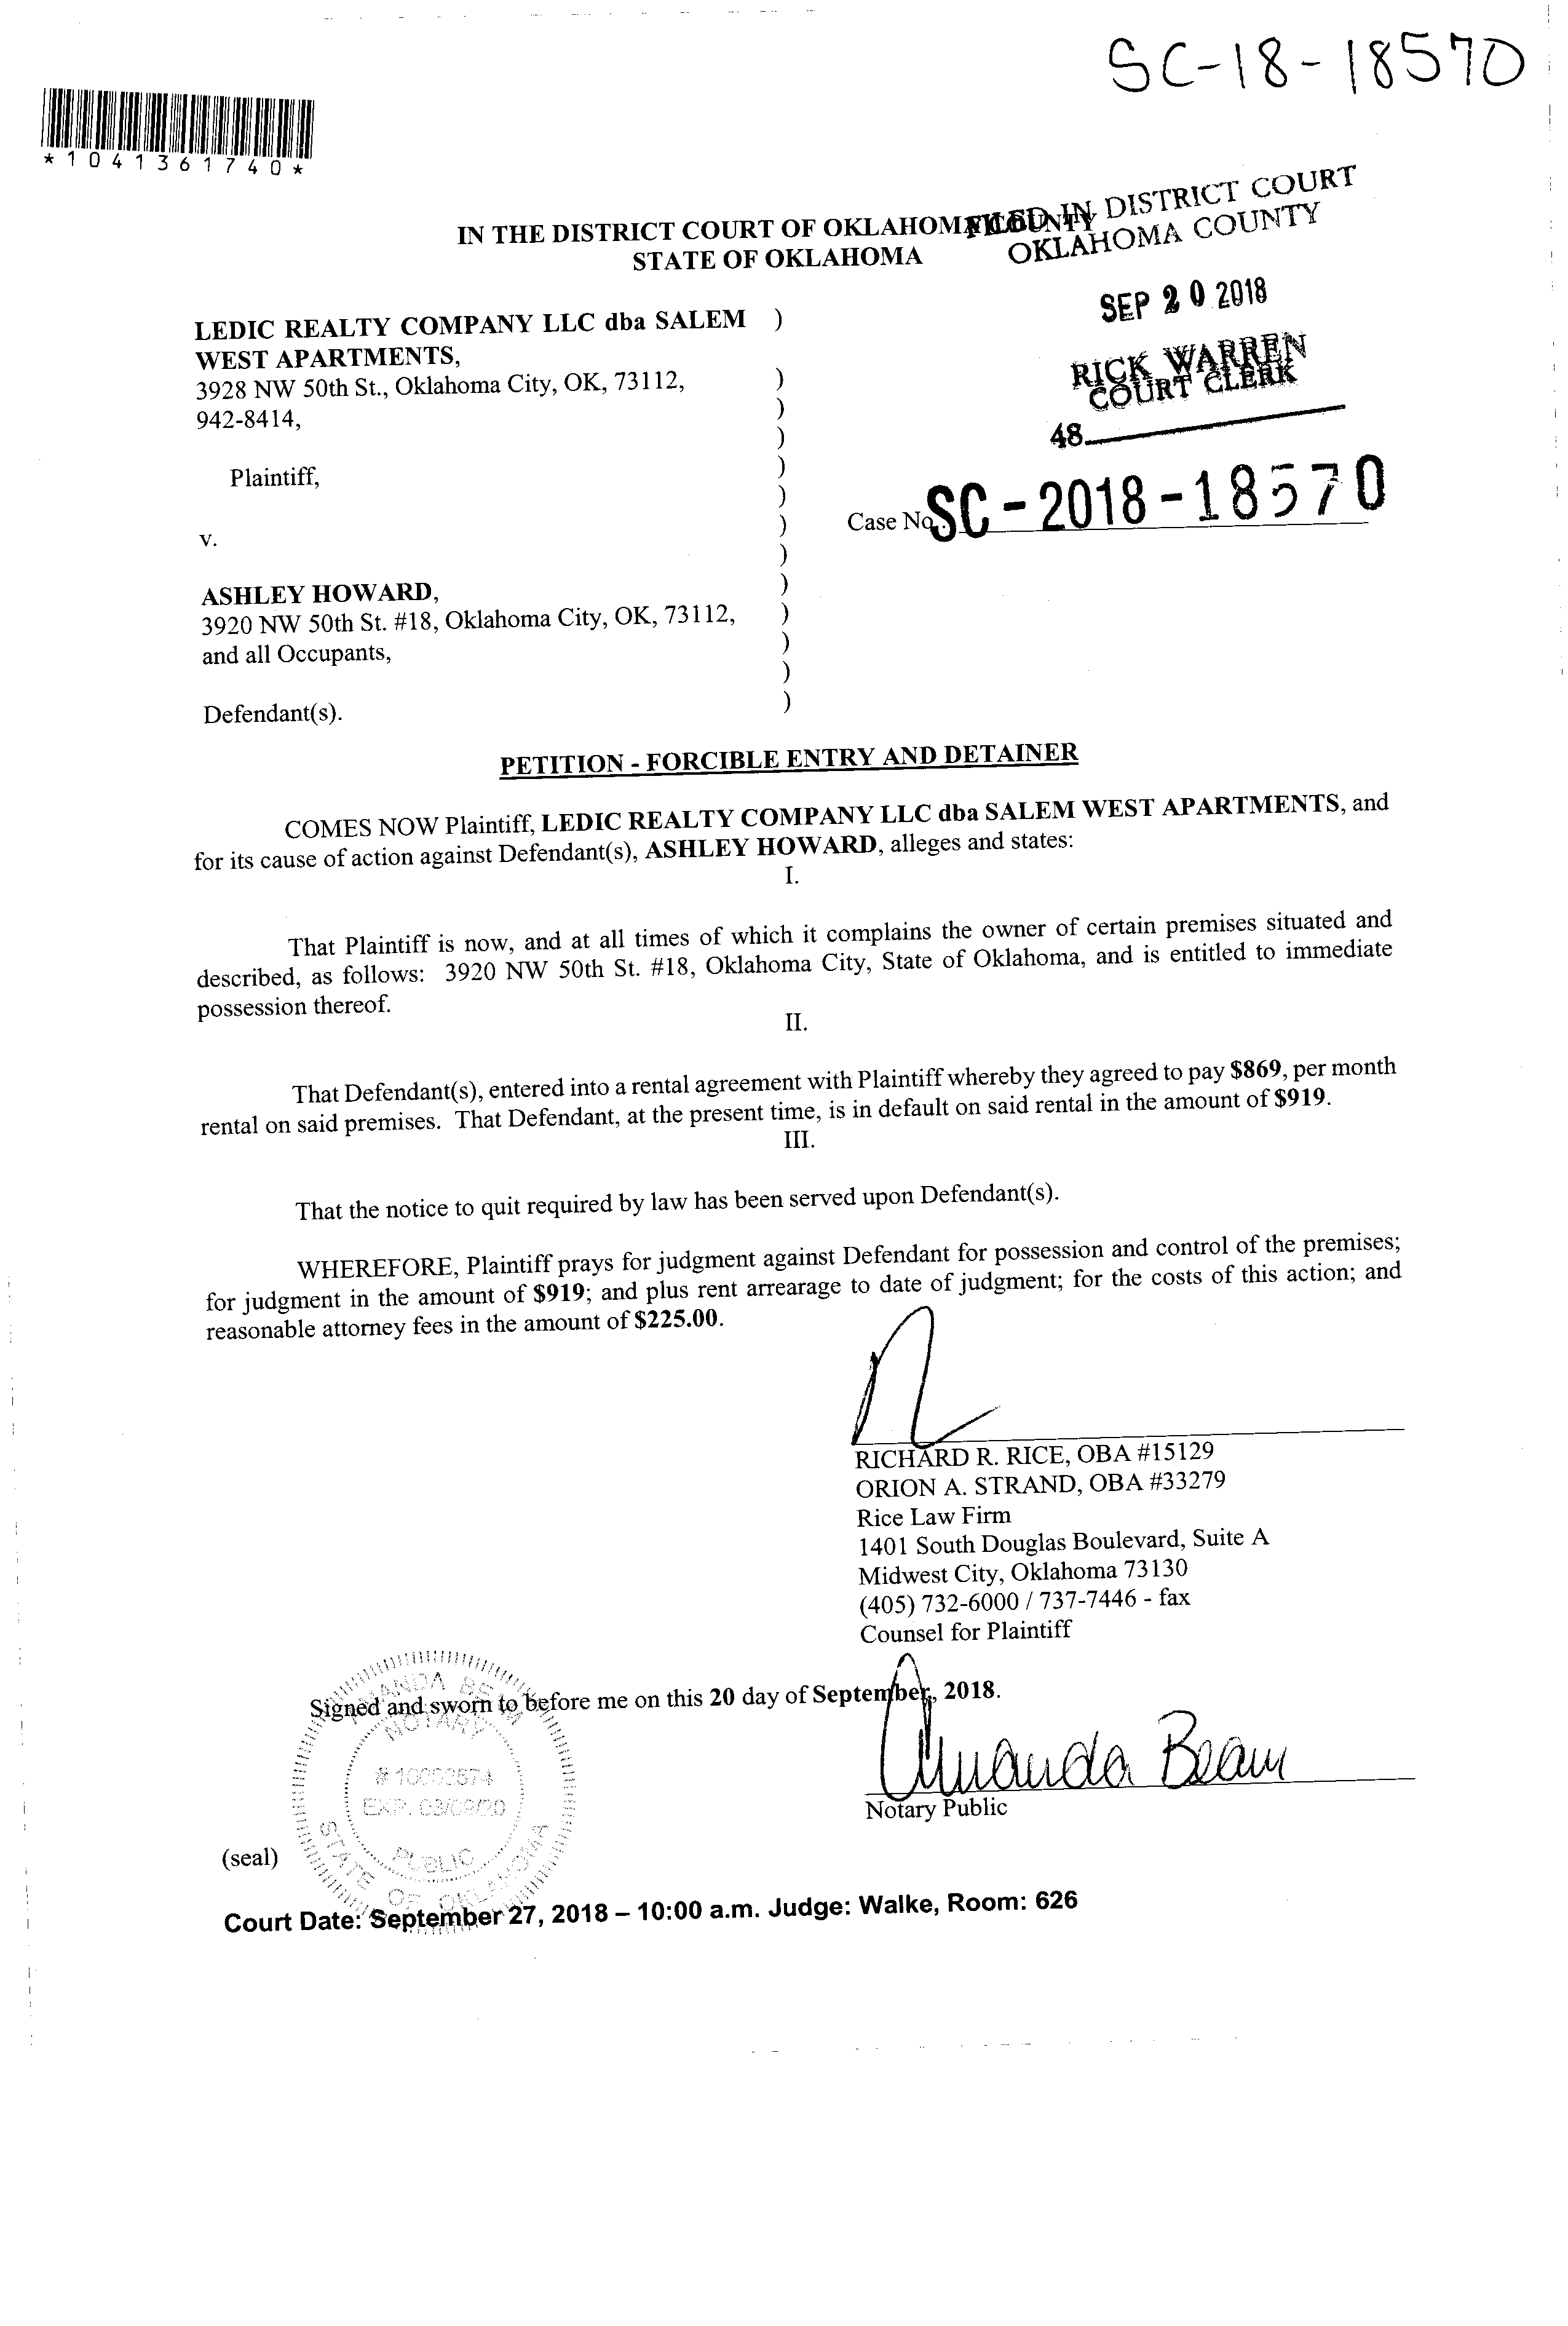 SC-18-18570
*1041361740*
FILED IN DISTRICT COURT
OKLAHOMA COUNTY
IN THE DISTRICT COURT OF OKLAHOMA COUNTY
STATE OF OKLAHOMA
SEP 20 2018
RICK WARREN
COURT CLERK
48
LEDIC REALTY COMPANY LLC dba SALEM )
WEST APARTMENTS,
3928 NW 50th St., Oklahoma City, OK, 73112, )
942-8414, )
)
Plaintiff, )
)
v. )
Case No. SC-2018-18570
)
ASHLEY HOWARD, )
3920 NW 50th St. #18, Oklahoma City, OK, 73112, )
and all Occupants, )
)
Defendant(s). )
PETITION - FORCIBLE ENTRY AND DETAINER
COMES NOW Plaintiff, LEDIC REALTY COMPANY LLC dba SALEM WEST APARTMENTS, and
for its cause of action against Defendant(s), ASHLEY HOWARD, alleges and states:
I.
That Plaintiff is now, and at all times of which it complains the owner of certain premises situated and
described, as follows: 3920 NW 50th St. #18, Oklahoma City, State of Oklahoma, and is entitled to immediate
possession thereof.
II.
That Defendant(s), entered into a rental agreement with Plaintiff whereby they agreed to pay $869, per month
rental on said premises. That Defendant, at the present time, is in default on said rental in the amount of $919.
III.
That the notice to quit required by law has been served upon Defendant(s).
WHEREFORE, Plaintiff prays for judgment against Defendant for possession and control of the premises;
for judgment in the amount of $919; and plus rent arrearage to date of judgment; for the costs of this action; and
reasonable attorney fees in the amount of $225.00.
RICHARD R. RICE, OBA #15129
ORION A. STRAND, OBA #33279
Rice Law Firm
1401 South Douglas Boulevard, Suite A
Midwest City, Oklahoma 73130
(405) 732-6000 / 737-7446 - fax
Counsel for Plaintiff
Signed and sworn to before me on this 20 day of September, 2018.
Amanda Beam
Notary Public
NOTARY
PUBLIC
STATE OF OKLAHOMA
(seal)
Court Date: September 27, 2018 – 10:00 a.m. Judge: Walke, Room: 626